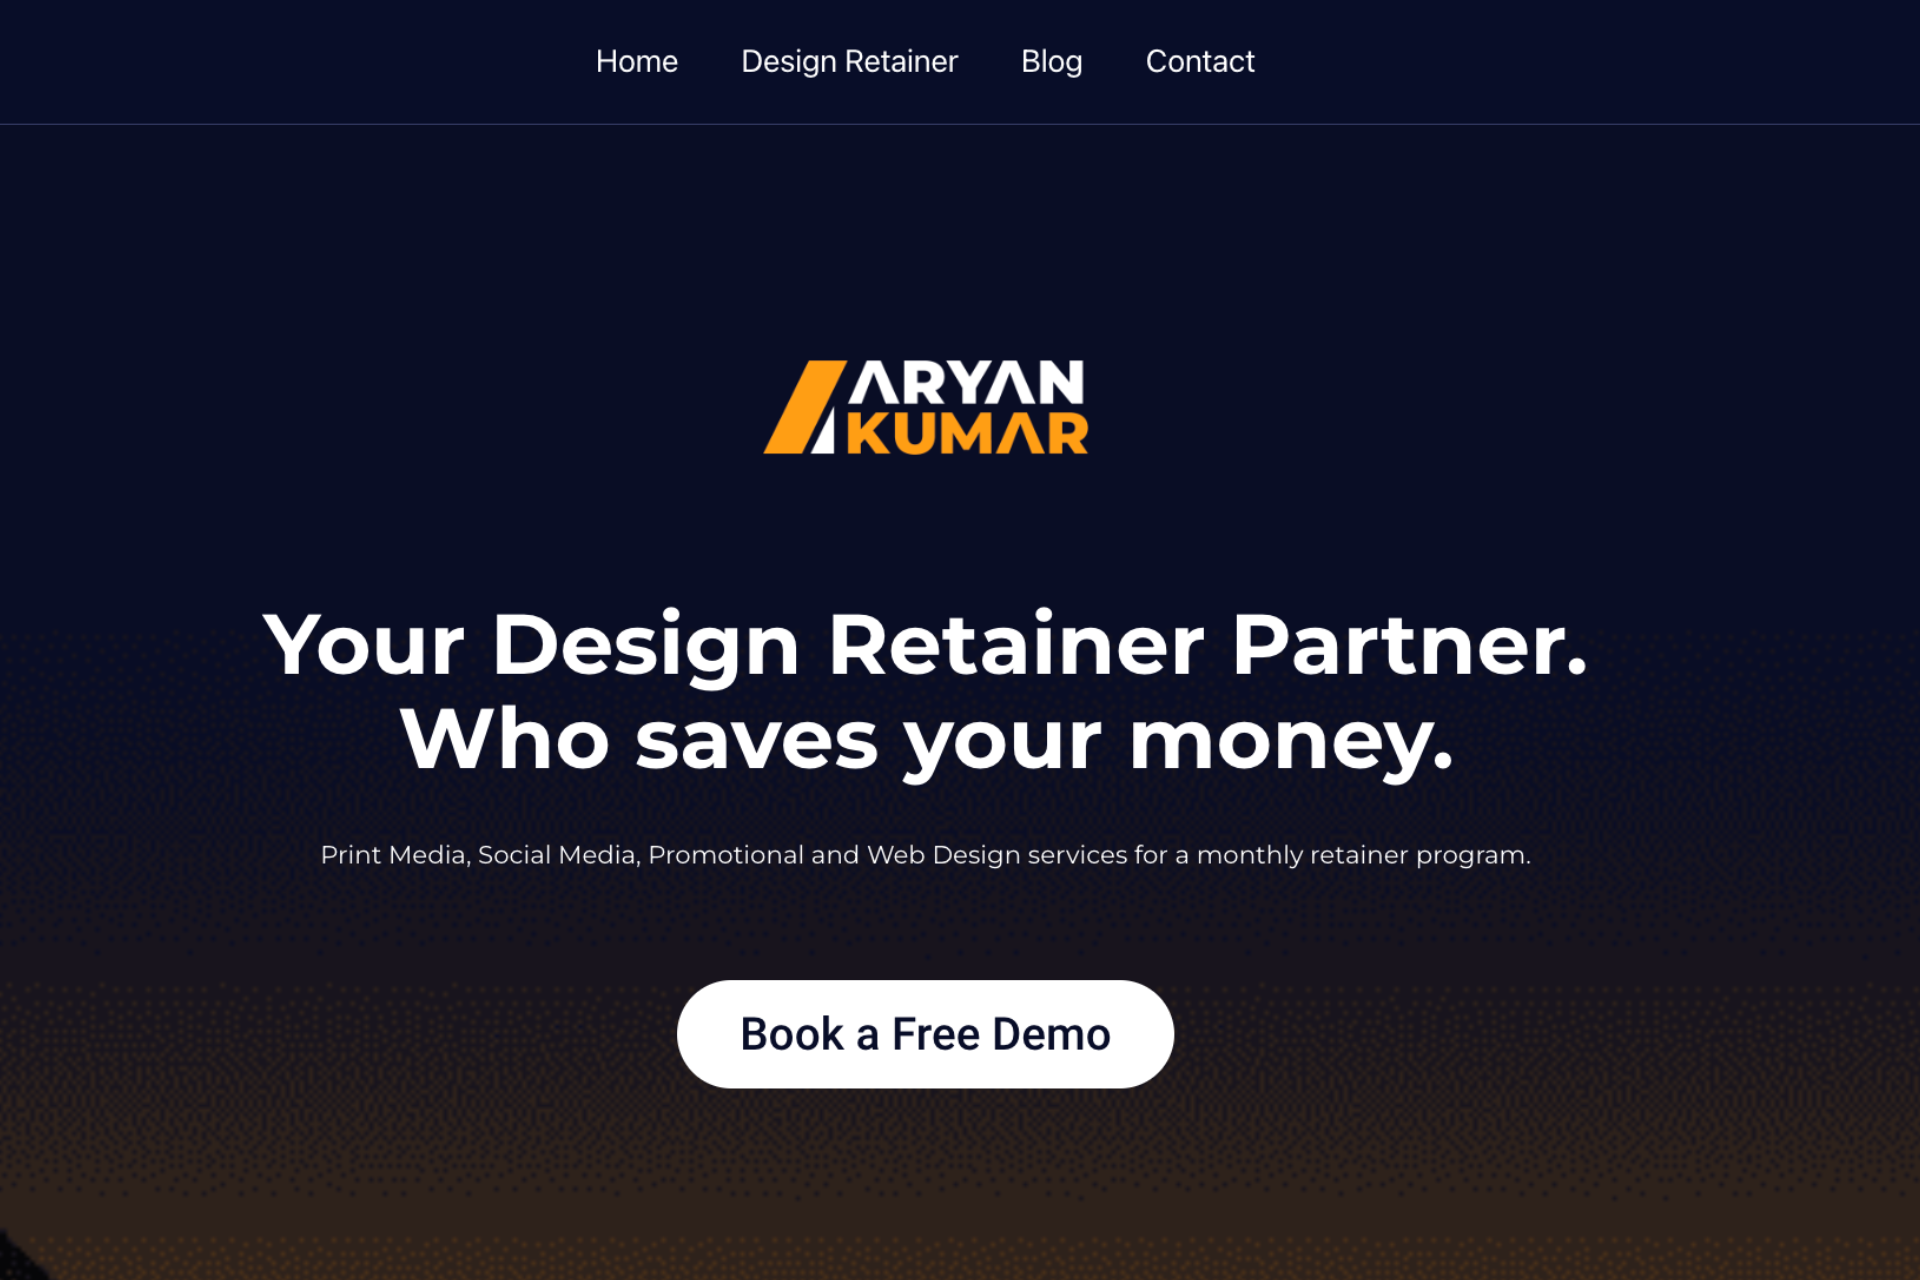 Home Design Retainer Blog Contact
ARYAN
KUMAR
Your Design Retainer Partner.
Who saves your money.
Print Media, Social Media, Promotional and Web Design services for a monthly retainer program.
Book a Free Demo